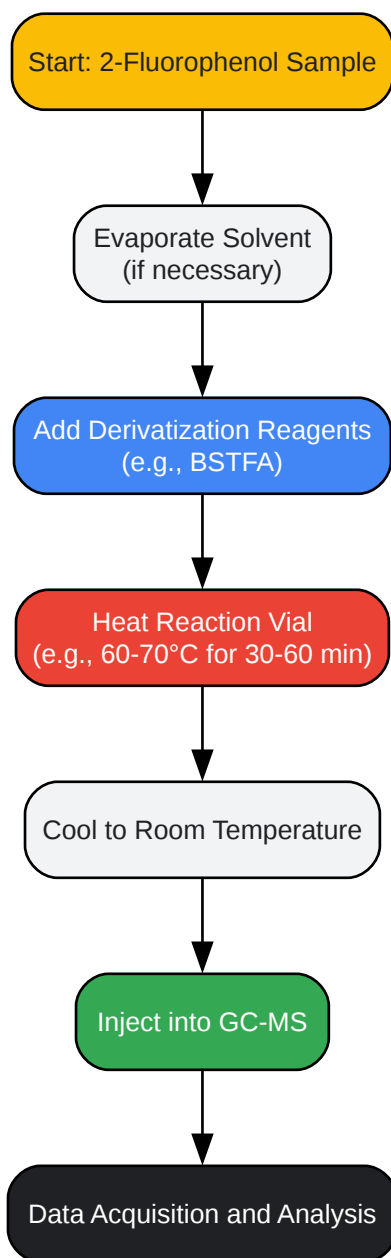 Start: 2-Fluorophenol Sample
Evaporate Solvent
(if necessary)
Add Derivatization Reagents
(e.g., BSTFA)
Heat Reaction Vial
(e.g., 60-70°C for 30-60 min)
Cool to Room Temperature
Inject into GC-MS
Data Acquisition and Analysis